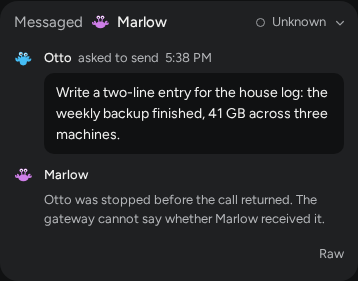 Messaged Marlow Unknown
Otto asked to send 5:38 PM
Write a two-line entry for the house log: the
weekly backup finished, 41 GB across three
machines.
Marlow
Otto was stopped before the call returned. The
gateway cannot say whether Marlow received it.
Raw